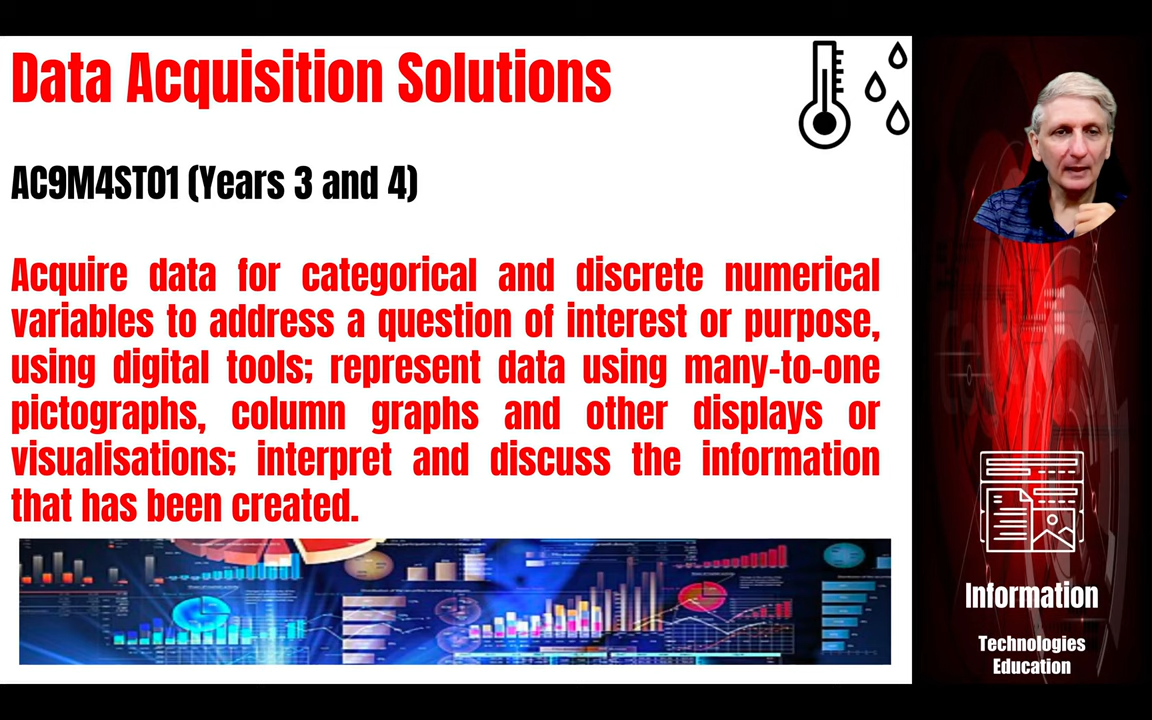 Data Acquisition Solutions
AC9M4ST01 (Years 3 and 4)
Acquire data for categorical and discrete numerical
variables to address a question of interest or purpose,
using digital tools; represent data using many-to-one
pictographs, column graphs and other displays or
visualisations; interpret and discuss the information
that has been created.
Information
Technologies
Education